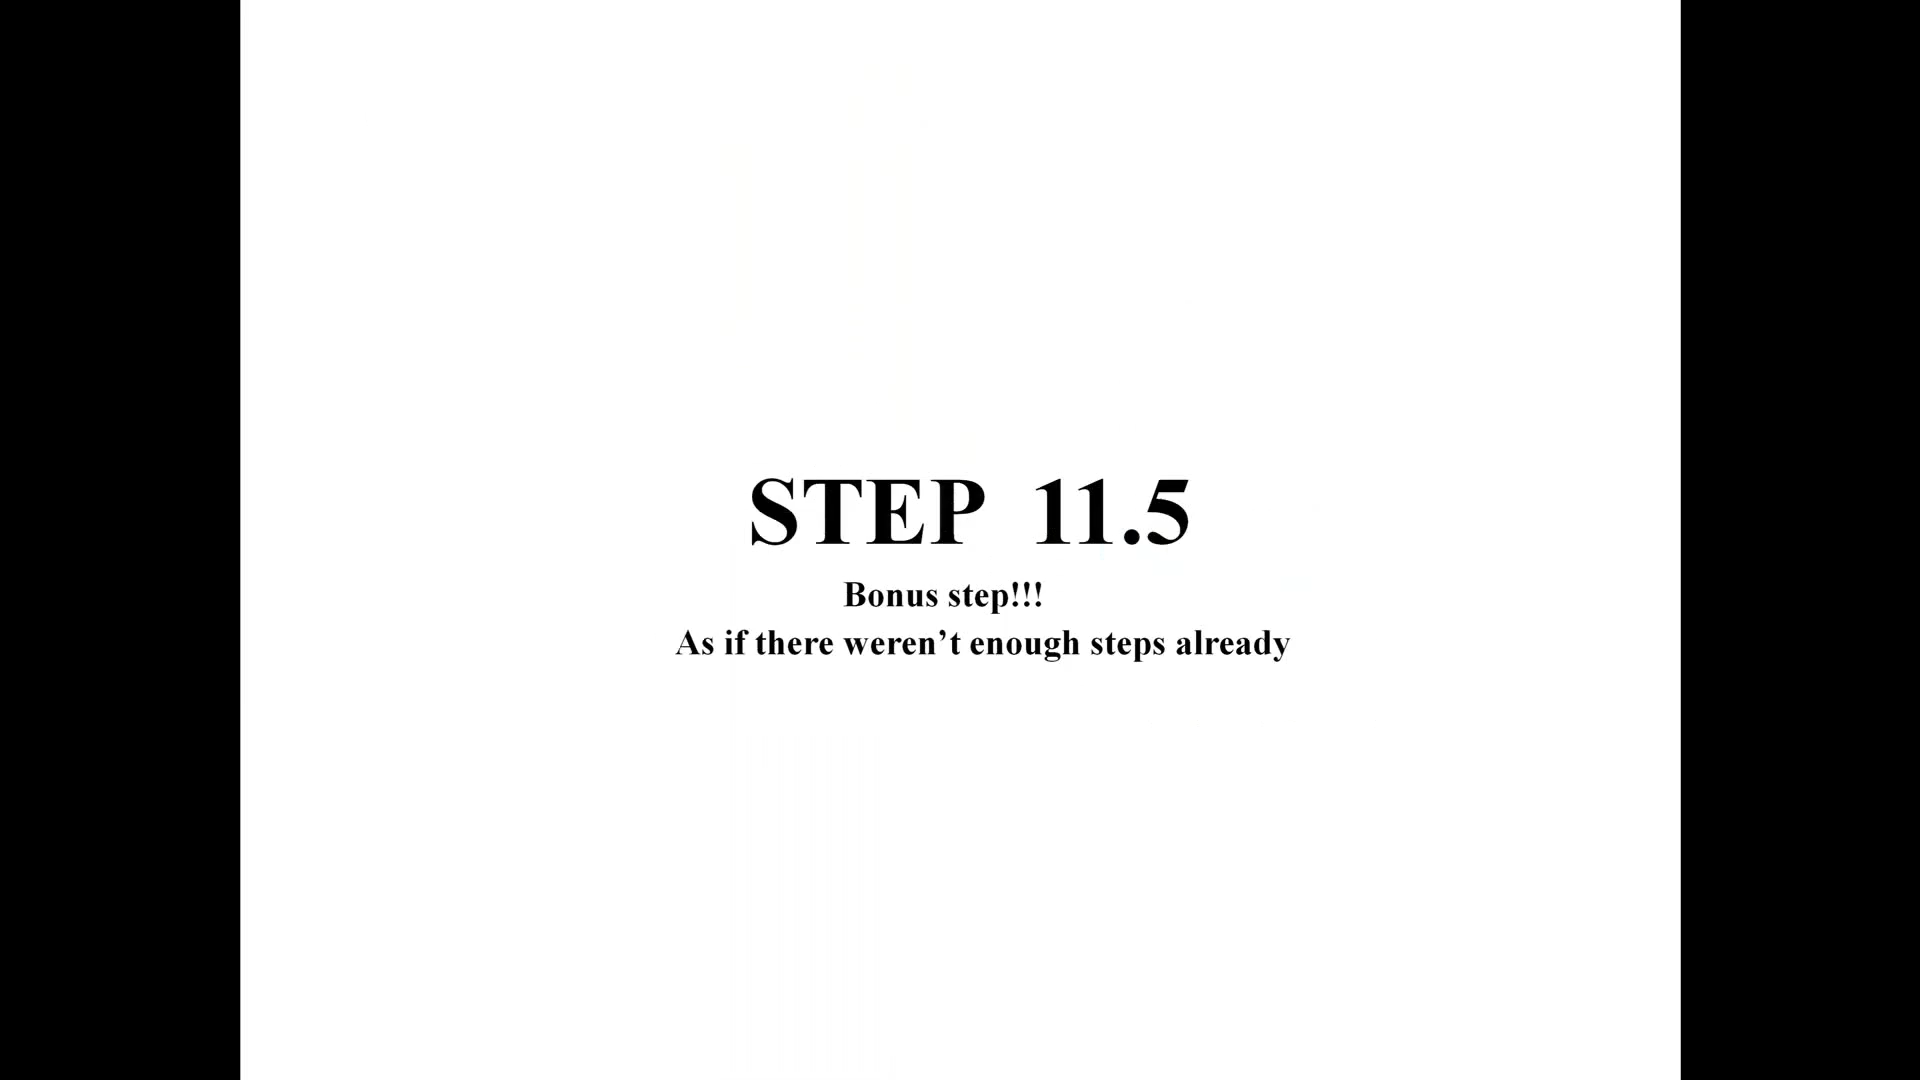 STEP 11.5
Bonus step!!!
As if there weren’t enough steps already